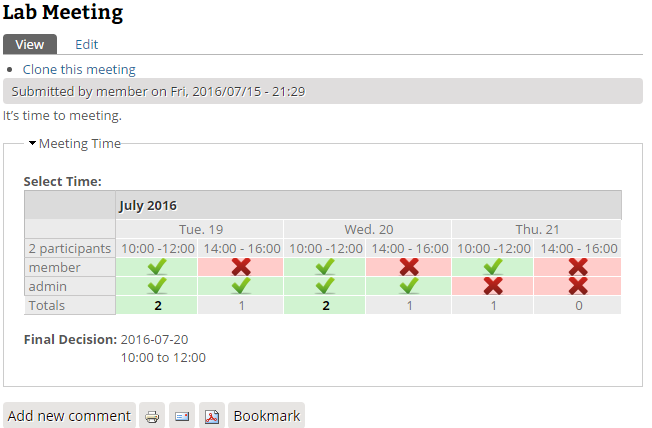 Lab Meeting
View Edit
Clone this meeting
Submitted by member on Fri, 2016/07/15 - 21:29
It's time to meeting.
Meeting Time
Select Time:
July 2016
Tue. 19 Wed. 20 Thu. 21
2 participants 10:00 -12:00 14:00 - 16:00 10:00 -12:00 14:00 - 16:00 10:00 -12:00 14:00 - 16:00
member
admin
Totals 2 1 2 1 1 0
Final Decision: 2016-07-20
10:00 to 12:00
Add new comment Bookmark